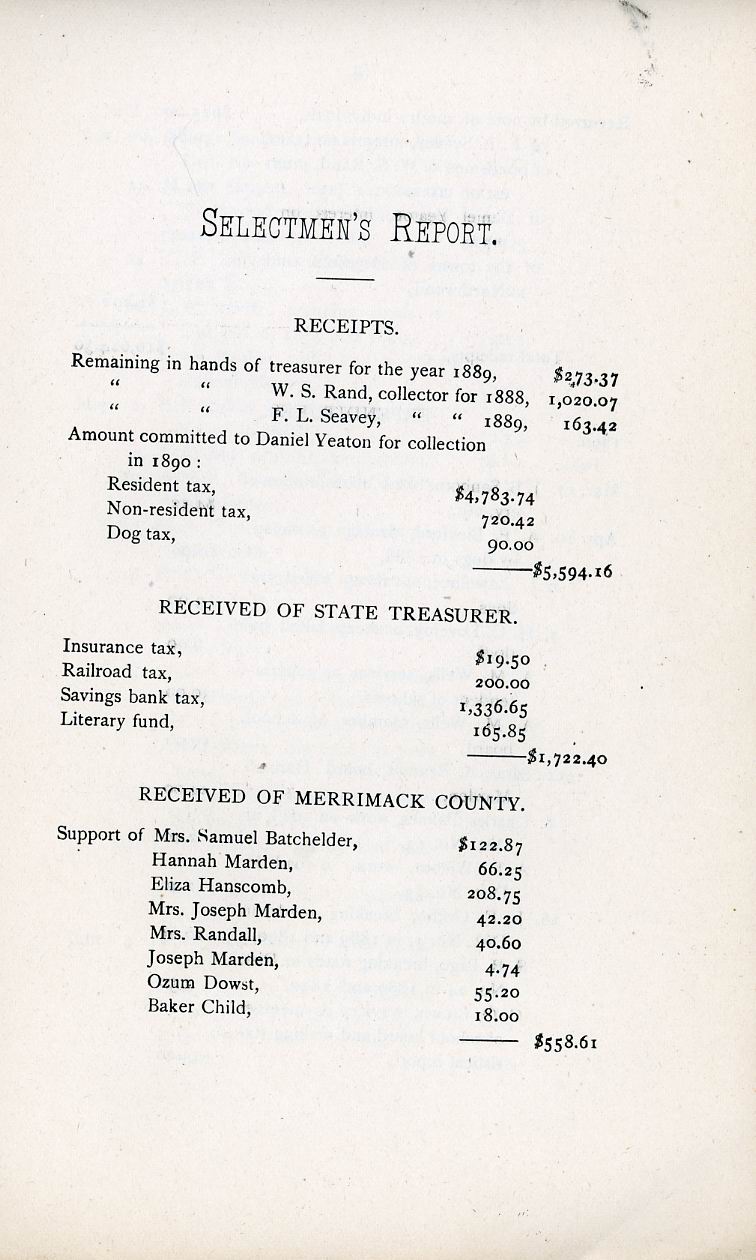 SELECTMEN'S REPORT.
RECEIPTS.
Remaining in hands of treasurer for the year 1889, $273.37
“ “ W. S. Rand, collector for 1888, 1,020.07
“ “ F. L. Seavey, “ “ 1889, 163.42
Amount committed to Daniel Yeaton for collection
in 1890 :
Resident tax, $4,783.74
Non-resident tax, 720.42
Dog tax, 90.00
$5,594.16
RECEIVED OF STATE TREASURER.
Insurance tax, $19.50
Railroad tax, 200.00
Savings bank tax, 1,336.65
Literary fund, 165.85
$1,722.40
RECEIVED OF MERRIMACK COUNTY.
Support of Mrs. Samuel Batchelder, $122.87
Hannah Marden, 66.25
Eliza Hanscomb, 208.75
Mrs. Joseph Marden, 42.20
Mrs. Randall, 40.60
Joseph Marden, 4.74
Ozum Dowst, 55.20
Baker Child, 18.00
$558.61